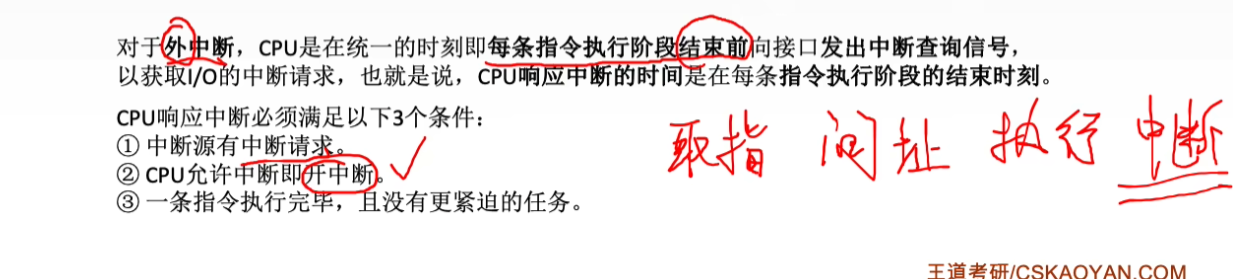 对于外中断，CPU是在统一的时刻即每条指令执行阶段结束前向接口发出中断查询信号，
以获取I/O的中断请求，也就是说，CPU响应中断的时间是在每条指令执行阶段的结束时刻。
CPU响应中断必须满足以下3个条件：
① 中断源有中断请求。
② CPU允许中断即开中断。
③ 一条指令执行完毕，且没有更紧迫的任务。
取指 间址 执行 中断
王道考研/CSKAOYAN.COM